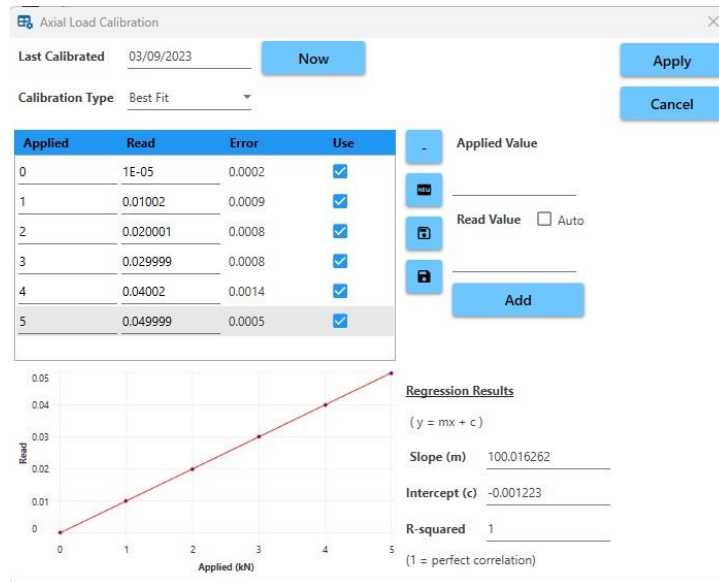 Axial Load Calibration
Last Calibrated 03/09/2023 Now Apply
Calibration Type Best Fit Cancel
Applied Read Error Use
0 1E-05 0.0002
1 0.01002 0.0009
2 0.020001 0.0008
3 0.029999 0.0008
4 0.04002 0.0014
5 0.049999 0.0005
-
NEW
Applied Value
Read Value Auto
Add
0.05
0.04
0.03
0.02
0.01
0
Read
0 1 2 3 4 5
Applied (kN)
Regression Results
( y = mx + c )
Slope (m) 100.016262
Intercept (c) -0.001223
R-squared 1
(1 = perfect correlation)